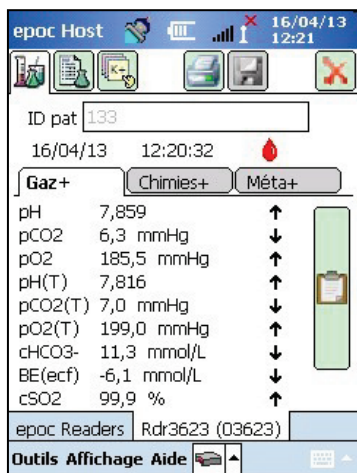 epoc Host 16/04/13 12:21
K+
ID pat 133
16/04/13 12:20:32
Gaz+ Chimies+ Méta+
pH 7,859 ↑
pCO2 6,3 mmHg ↓
pO2 185,5 mmHg ↑
pH(T) 7,816 ↑
pCO2(T) 7,0 mmHg ↓
pO2(T) 199,0 mmHg ↑
cHCO3- 11,3 mmol/L ↓
BE(ecf) -6,1 mmol/L ↓
cSO2 99,9 % ↑
epoc Readers Rdr3623 (03623)
Outils Affichage Aide